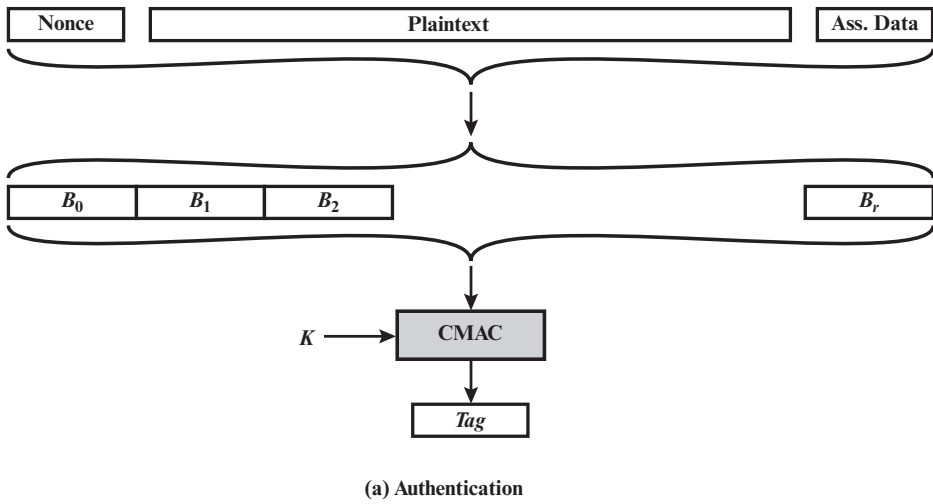 Nonce
Plaintext
Ass. Data
B0
B1
B2
Br
K
CMAC
Tag
(a) Authentication